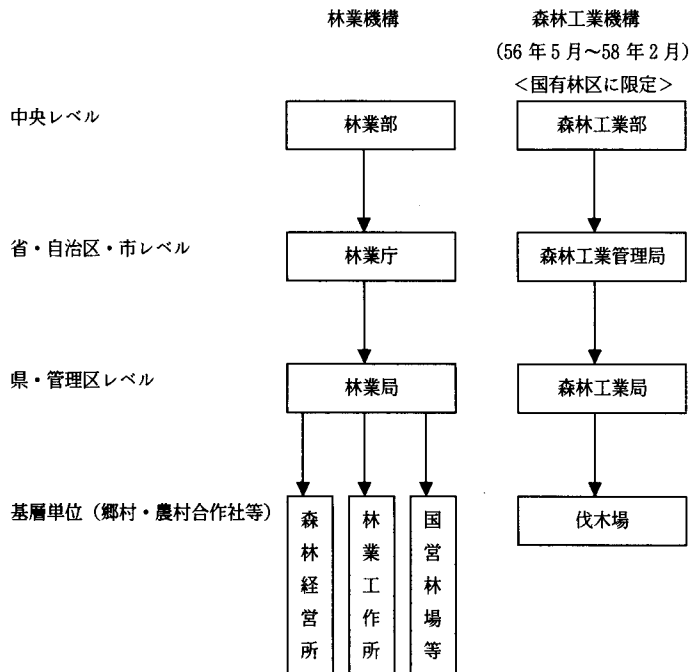 林業機構 森林工業機構
(56年5月～58年2月)
＜国有林区に限定＞
中央レベル 林業部 森林工業部
省・自治区・市レベル 林業庁 森林工業管理局
県・管理区レベル 林業局 森林工業局
基層単位（郷村・農村合作社等） 伐木場
森林経営所
林業工作所
国営林場等